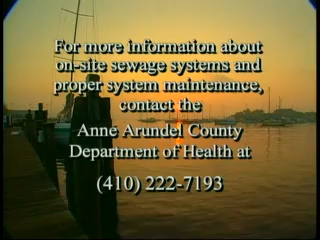 For more information about
on-site sewage systems and
proper system maintenance,
contact the
Anne Arundel County
Department of Health at
(410) 222-7193